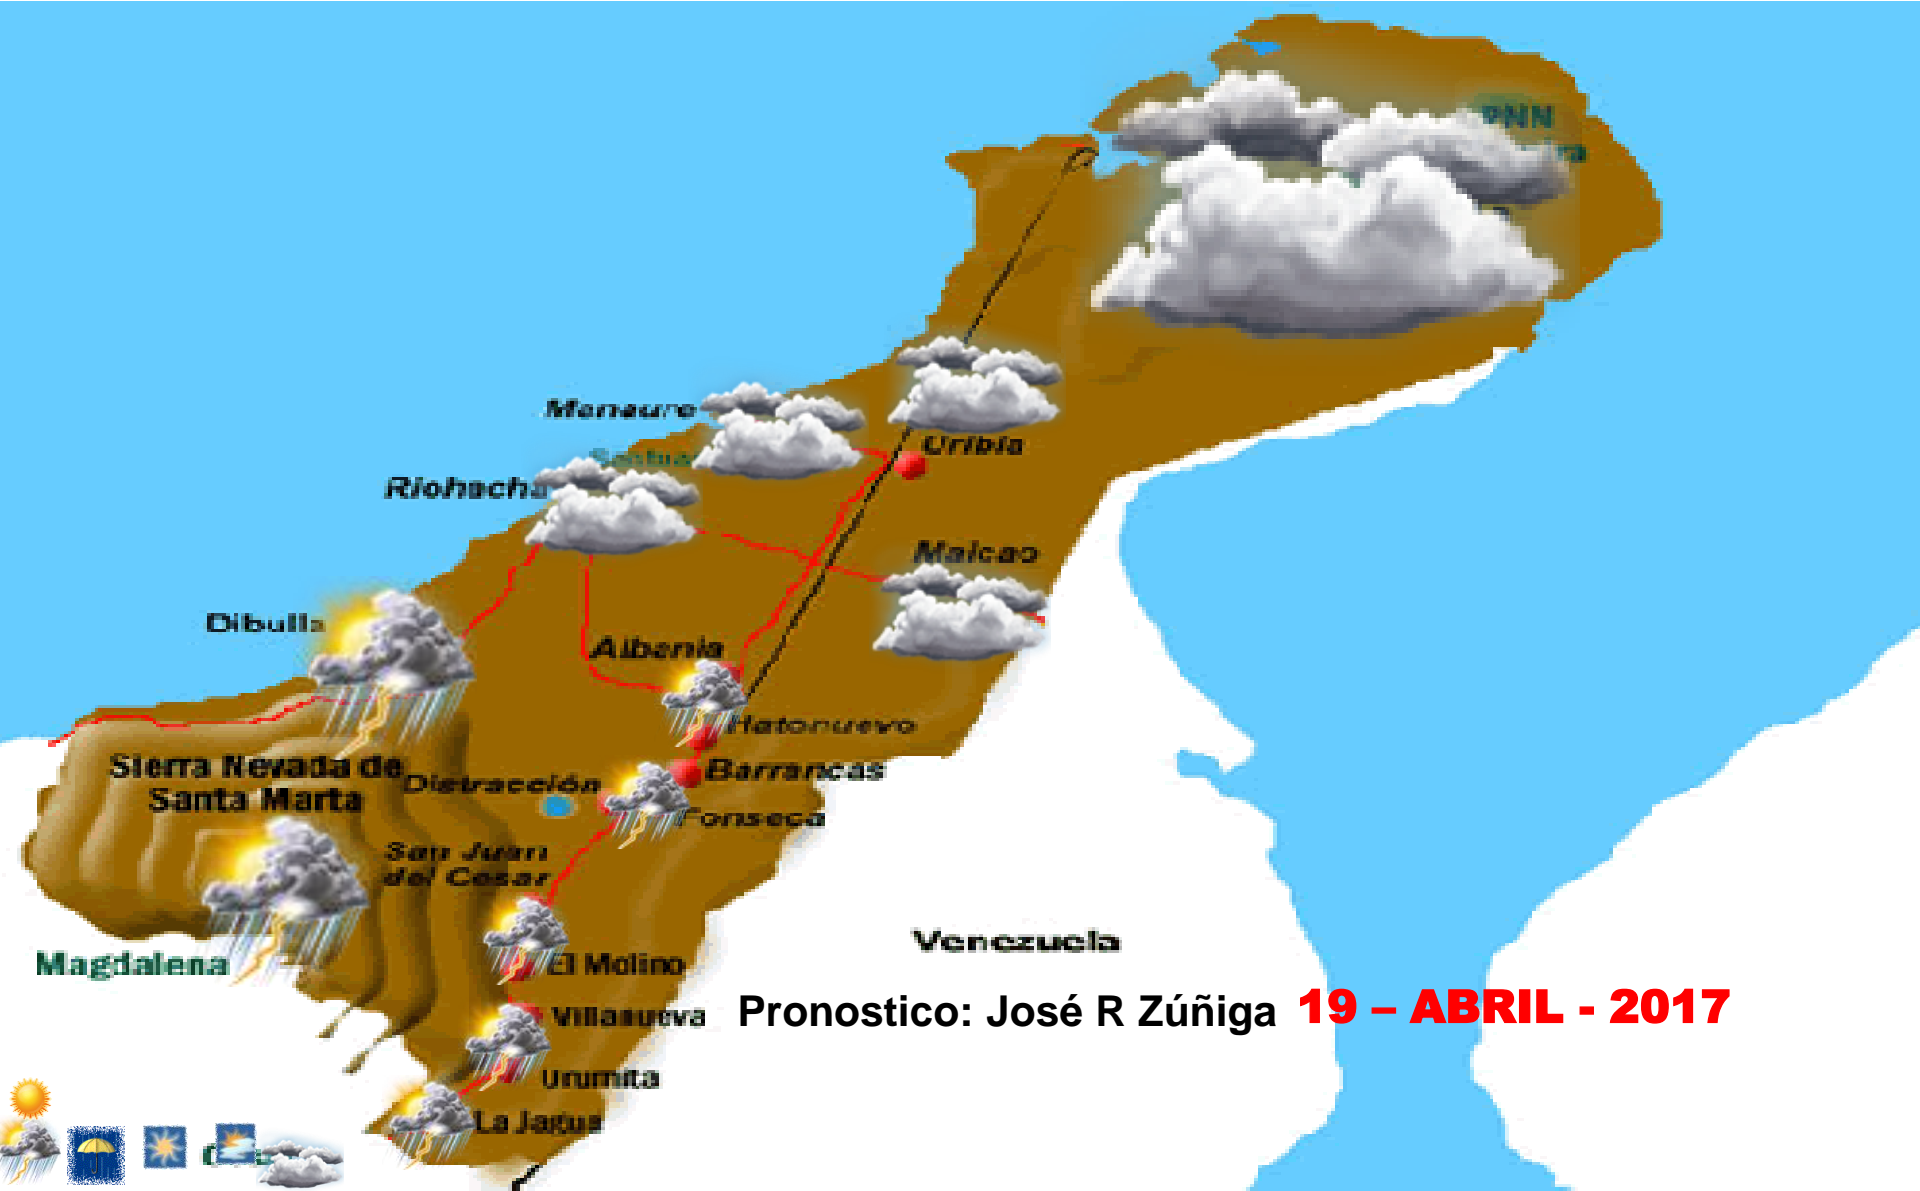 PNN
Manaure
Uribia
Riohacha
Maicao
Dibulla
Albania
Hatonuevo
Sierra Nevada de
Santa Marta
Distracción
Barrancas
Fonseca
San Juan
del Cesar
Venezuela
Magdalena
El Molino
Pronostico: José R Zúñiga 19 – ABRIL - 2017
Villanueva
Urumita
La Jagua